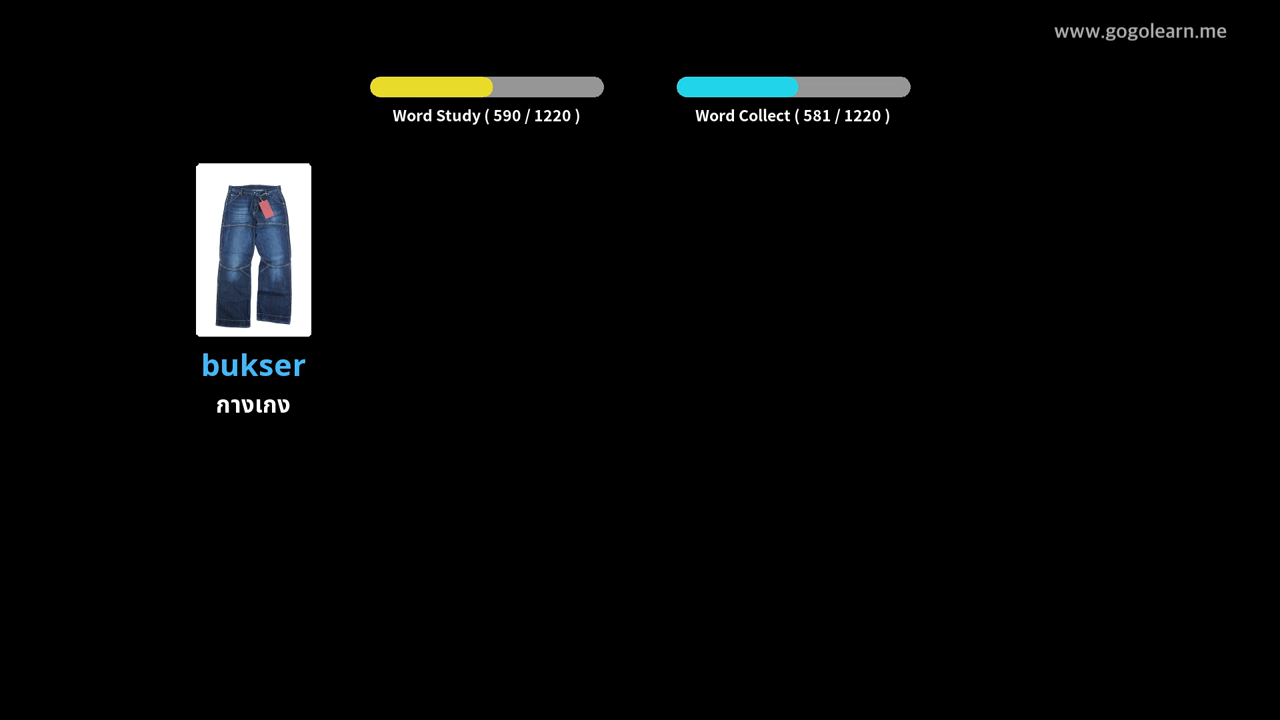 www.gogolearn.me
Word Study ( 590 / 1220 )
Word Collect ( 581 / 1220 )
bukser
กางเกง